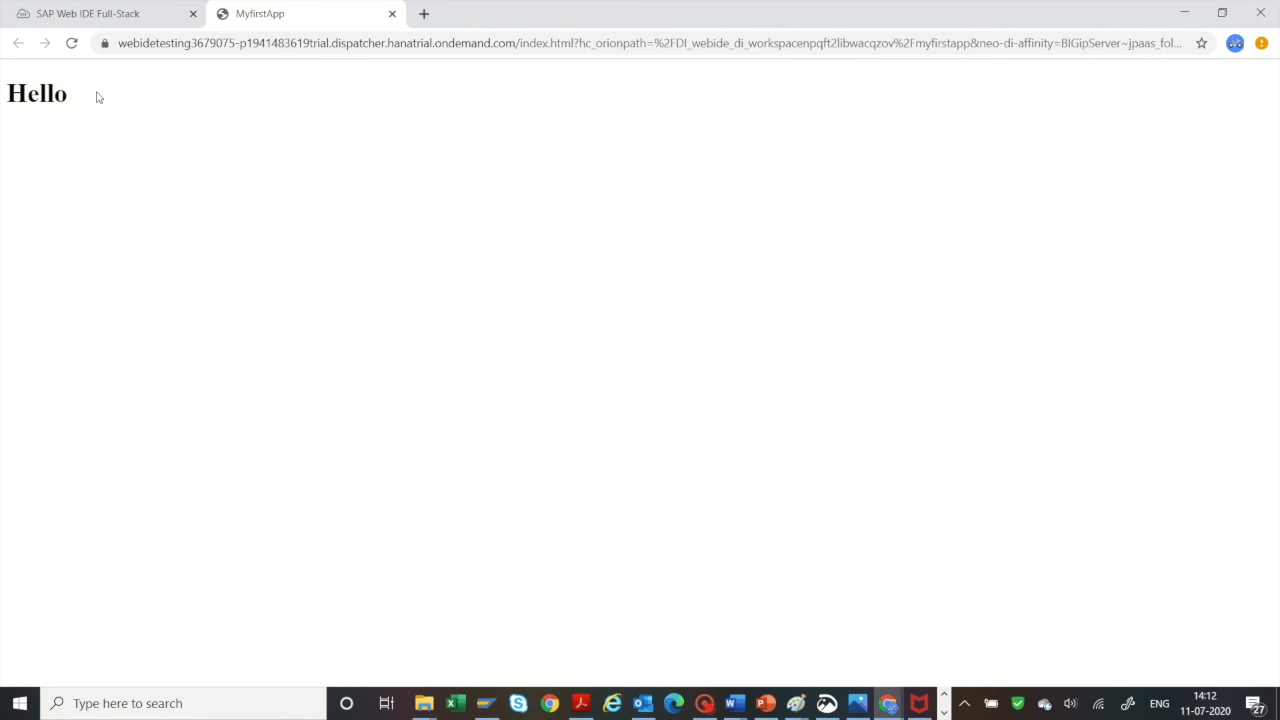 SAP Web IDE Full-Stack
MyfirstApp
webidetesting3679075-p1941483619trial.dispatcher.hanatrial.ondemand.com/index.html?hc_orionpath=%2FDI_webide_di_workspacenpqft2libwacqzov%2Fmyfirstapp&neo-di-affinity=BIGipServer~jpaas_fol...
Hello
Type here to search
ENG
14:12
11-07-2020
27